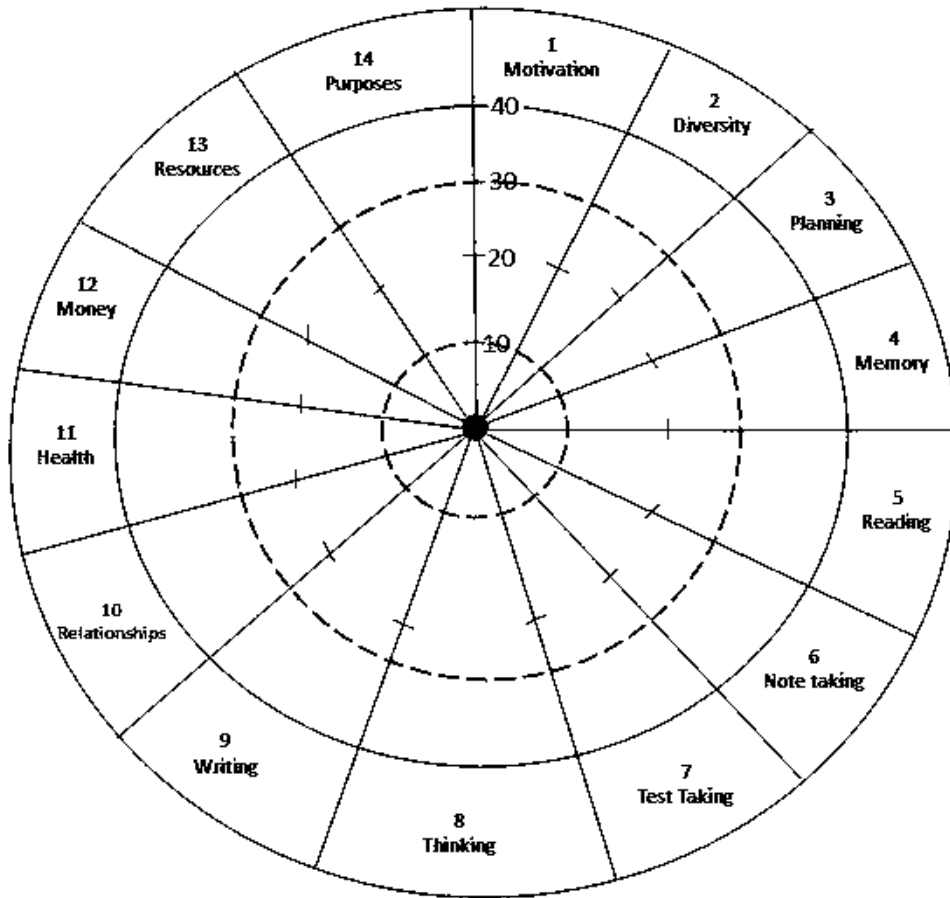 1
Motivation
2
Diversity
3
Planning
4
Memory
5
Reading
6
Note taking
7
Test Taking
8
Thinking
9
Writing
10
Relationships
11
Health
12
Money
13
Resources
14
Purposes
40
30
20
10